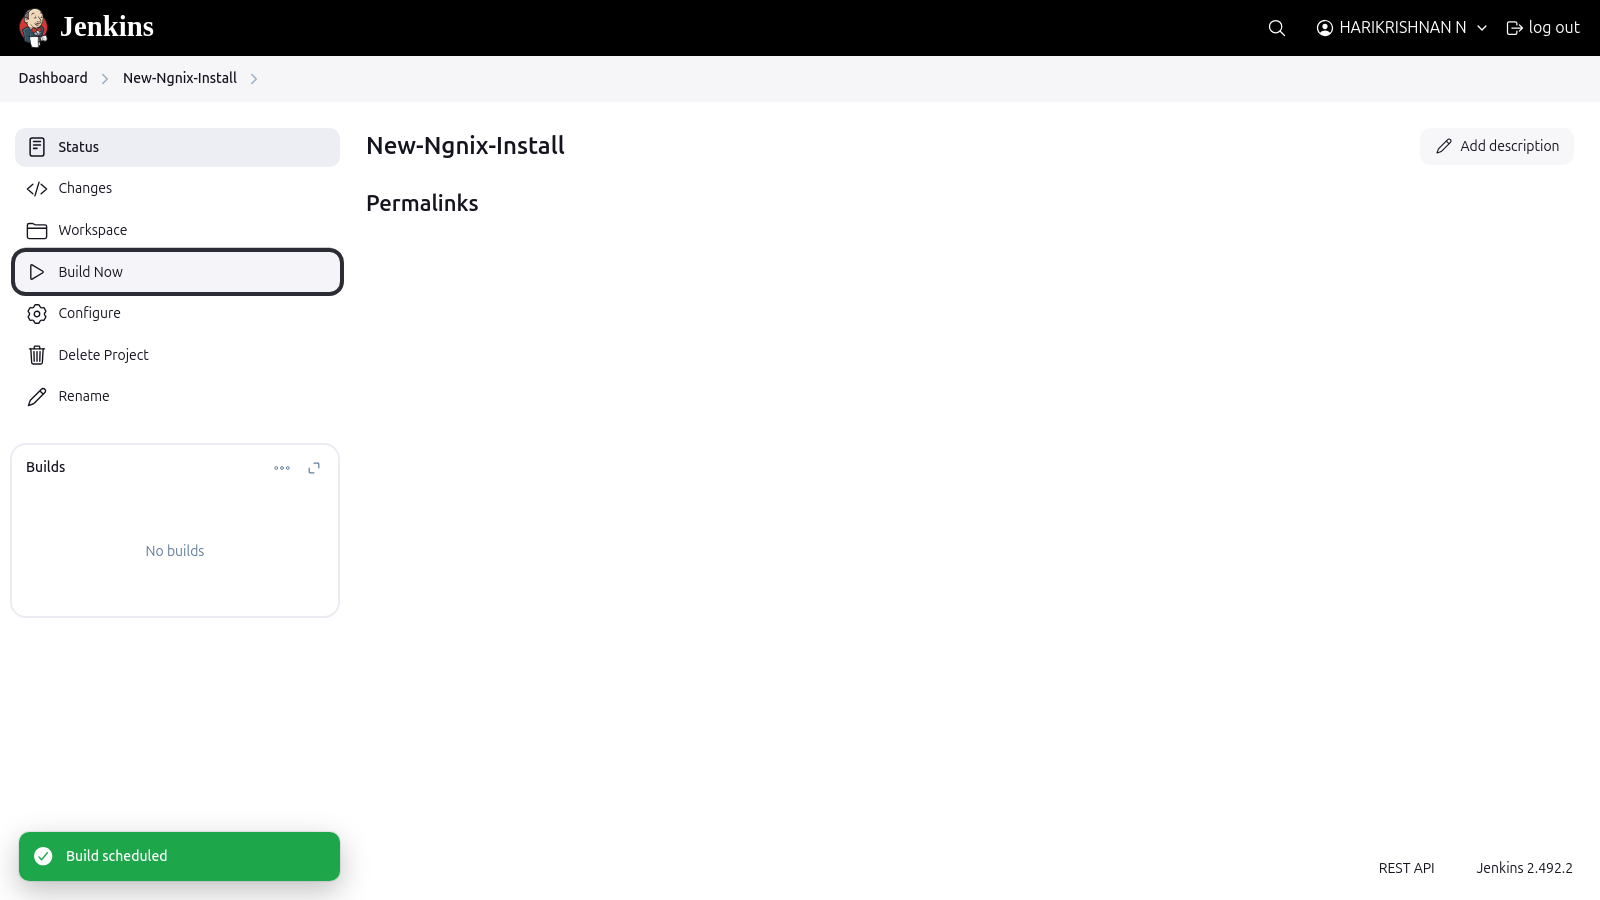 Jenkins
HARIKRISHNAN N
log out
Dashboard
New-Ngnix-Install
Status
Changes
Workspace
Build Now
Configure
Delete Project
Rename
New-Ngnix-Install
Add description
Permalinks
Builds
No builds
Build scheduled
REST API
Jenkins 2.492.2